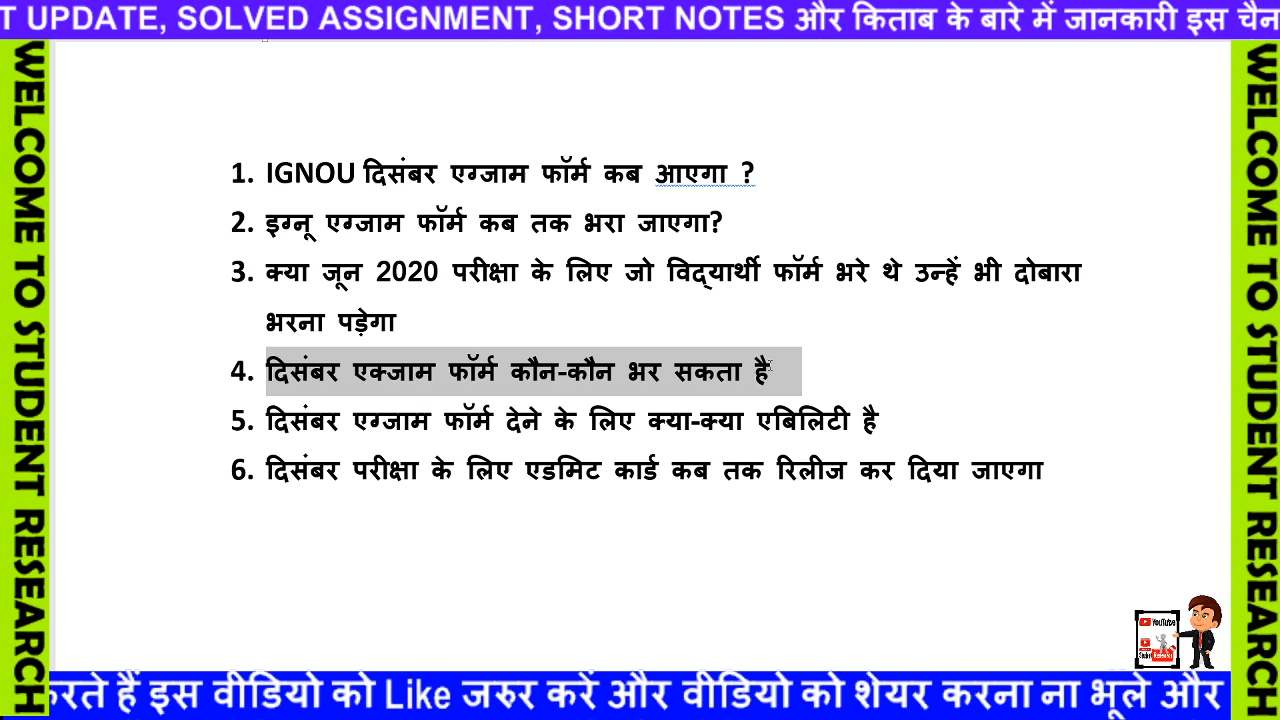 T UPDATE, SOLVED ASSIGNMENT, SHORT NOTES और किताब के बारे में जानकारी इस चैन
WELCOME TO STUDENT RESEARCH
1. IGNOU दिसंबर एग्जाम फॉर्म कब आएगा ?
2. इग्नू एग्जाम फॉर्म कब तक भरा जाएगा?
3. क्या जून 2020 परीक्षा के लिए जो विद्यार्थी फॉर्म भरे थे उन्हें भी दोबारा
भरना पड़ेगा
4. दिसंबर एक्जाम फॉर्म कौन-कौन भर सकता है
5. दिसंबर एग्जाम फॉर्म देने के लिए क्या-क्या एबिलिटी है
6. दिसंबर परीक्षा के लिए एडमिट कार्ड कब तक रिलीज कर दिया जाएगा
WELCOME TO STUDENT RESEARCH
YouTube
करते हैं इस वीडियो को Like जरुर करें और वीडियो को शेयर करना ना भूले और